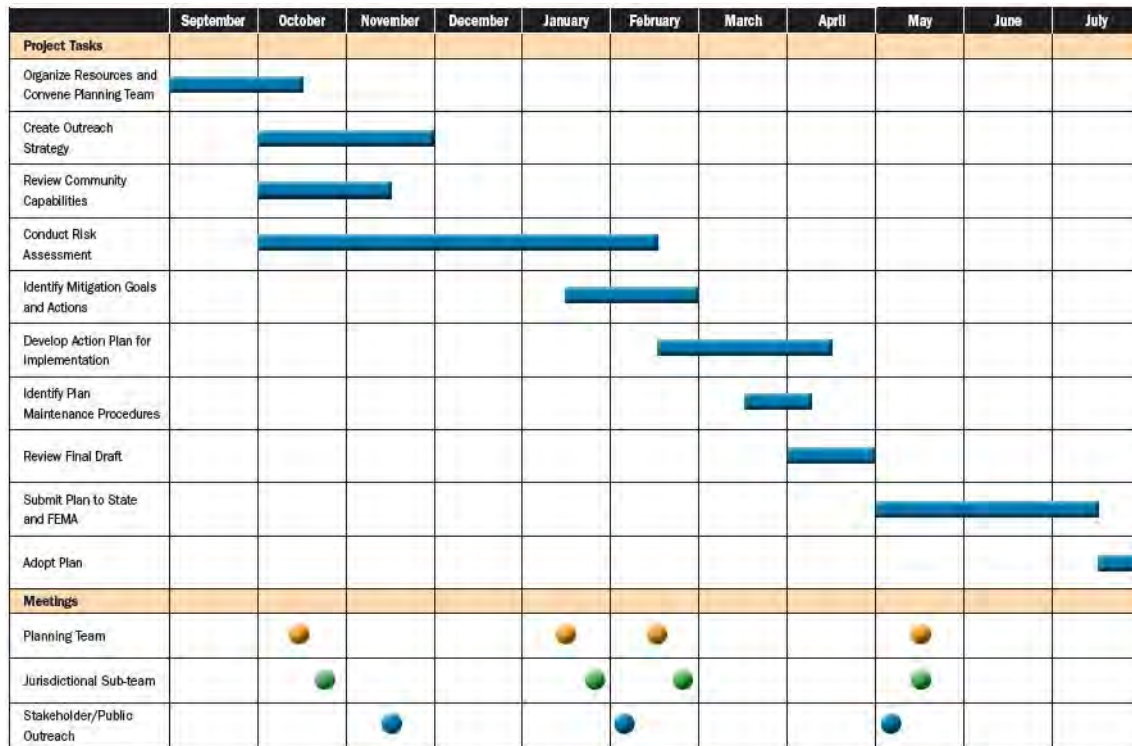 September October November December January February March April May June July
Project Tasks
Organize Resources and
Convene Planning Team
Create Outreach
Strategy
Review Community
Capabilities
Conduct Risk
Assessment
Identify Mitigation Goals
and Actions
Develop Action Plan for
Implementation
Identify Plan
Maintenance Procedures
Review Final Draft
Submit Plan to State
and FEMA
Adopt Plan
Meetings
Planning Team
Jurisdictional Sub-team
Stakeholder/Public
Outreach